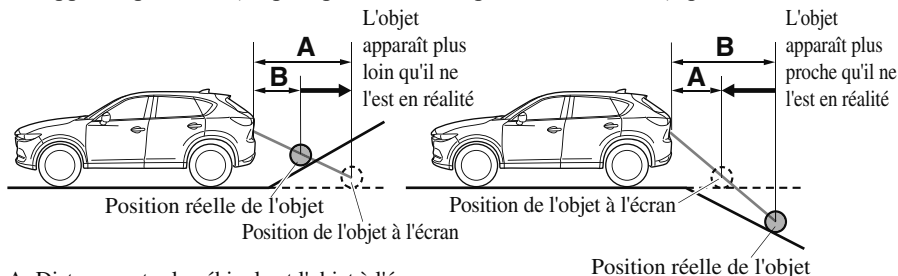 L'objet
apparaît plus
loin qu'il ne
l'est en réalité
A
B
Position réelle de l'objet
Position de l'objet à l'écran
L'objet
apparaît plus
proche qu'il ne
l'est en réalité
B
A
Position de l'objet à l'écran
Position réelle de l'objet